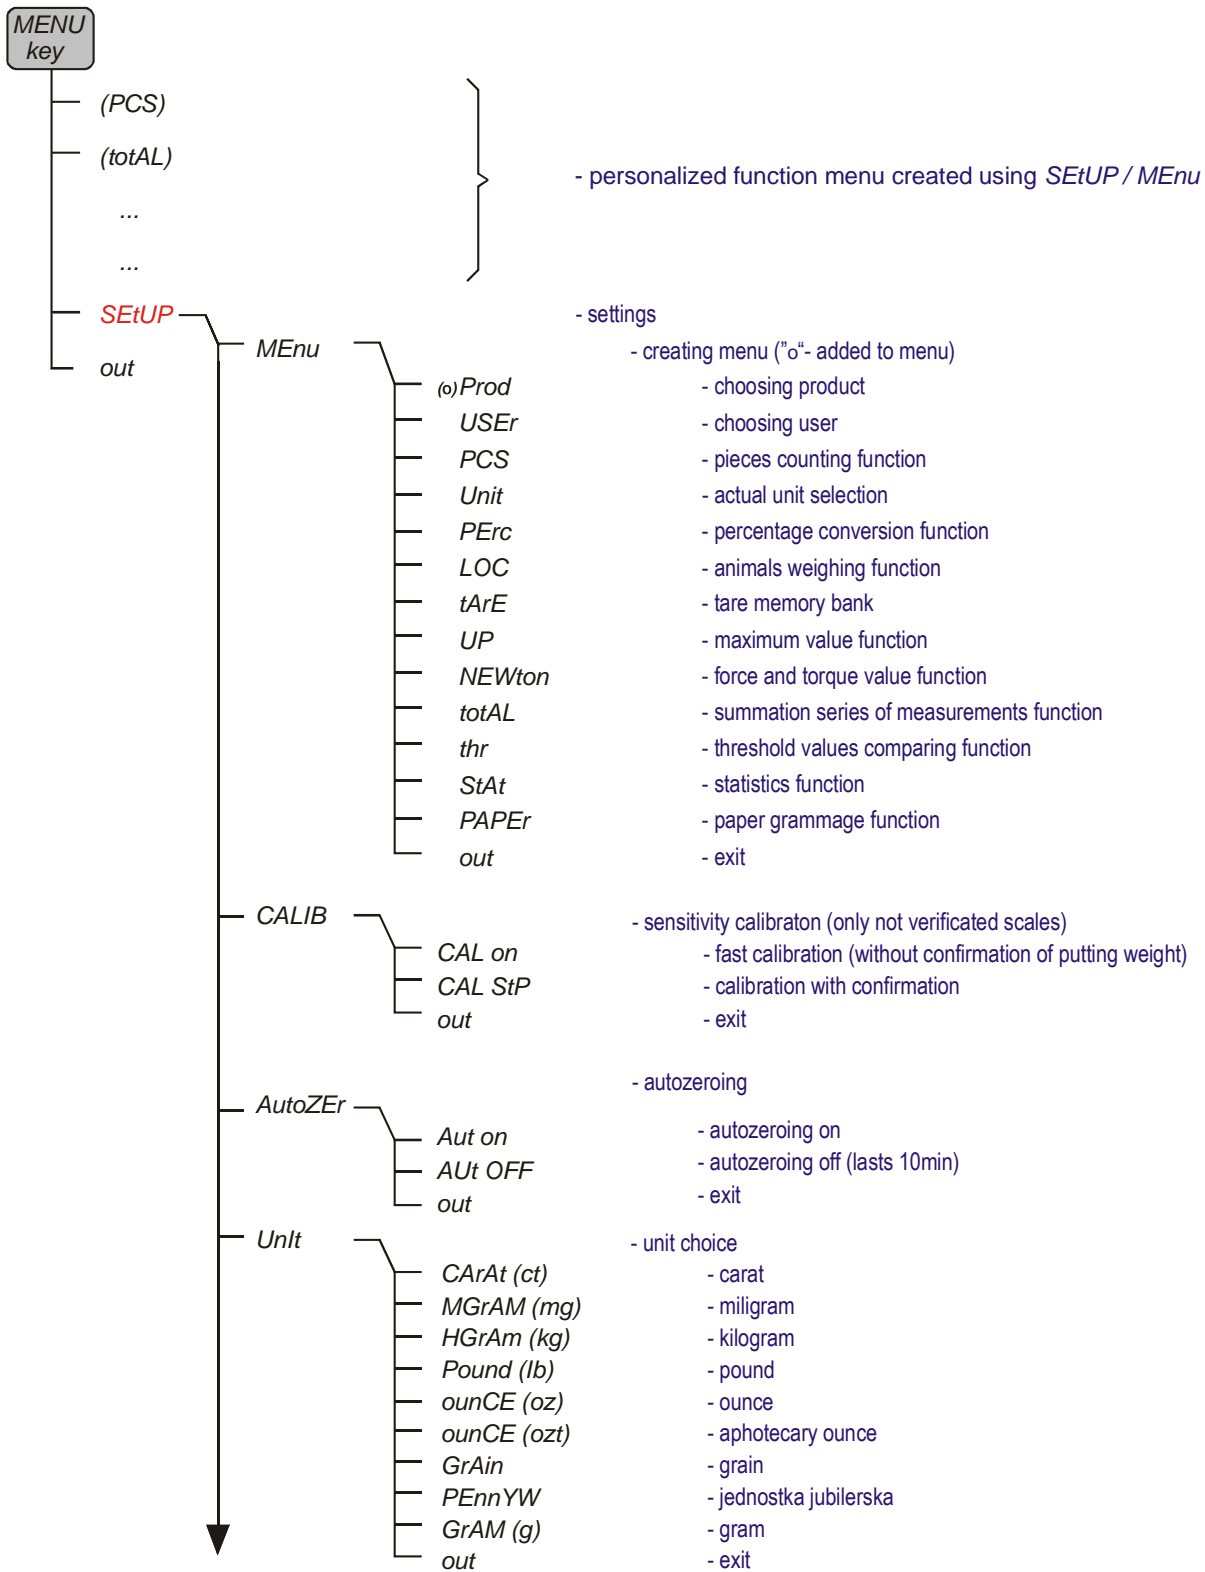 MENU
key
(PCS)
(totAL)
...
...
- personalized function menu created using SEtUP / MEnu
SEtUP - settings
MEnu - creating menu ("o"- added to menu)
out
(o) Prod - choosing product
USEr - choosing user
PCS - pieces counting function
Unit - actual unit selection
PErc - percentage conversion function
LOC - animals weighing function
tArE - tare memory bank
UP - maximum value function
NEWton - force and torque value function
totAL - summation series of measurements function
thr - threshold values comparing function
StAt - statistics function
PAPEr - paper grammage function
out - exit
CALIB - sensitivity calibraton (only not verificated scales)
CAL on - fast calibration (without confirmation of putting weight)
CAL StP - calibration with confirmation
out - exit
AutoZEr - autozeroing
Aut on - autozeroing on
AUt OFF - autozeroing off (lasts 10min)
out - exit
UnIt - unit choice
CArAt (ct) - carat
MGrAM (mg) - miligram
HGrAm (kg) - kilogram
Pound (lb) - pound
ounCE (oz) - ounce
ounCE (ozt) - aphotecary ounce
GrAin - grain
PEnnYW - jednostka jubilerska
GrAM (g) - gram
out - exit